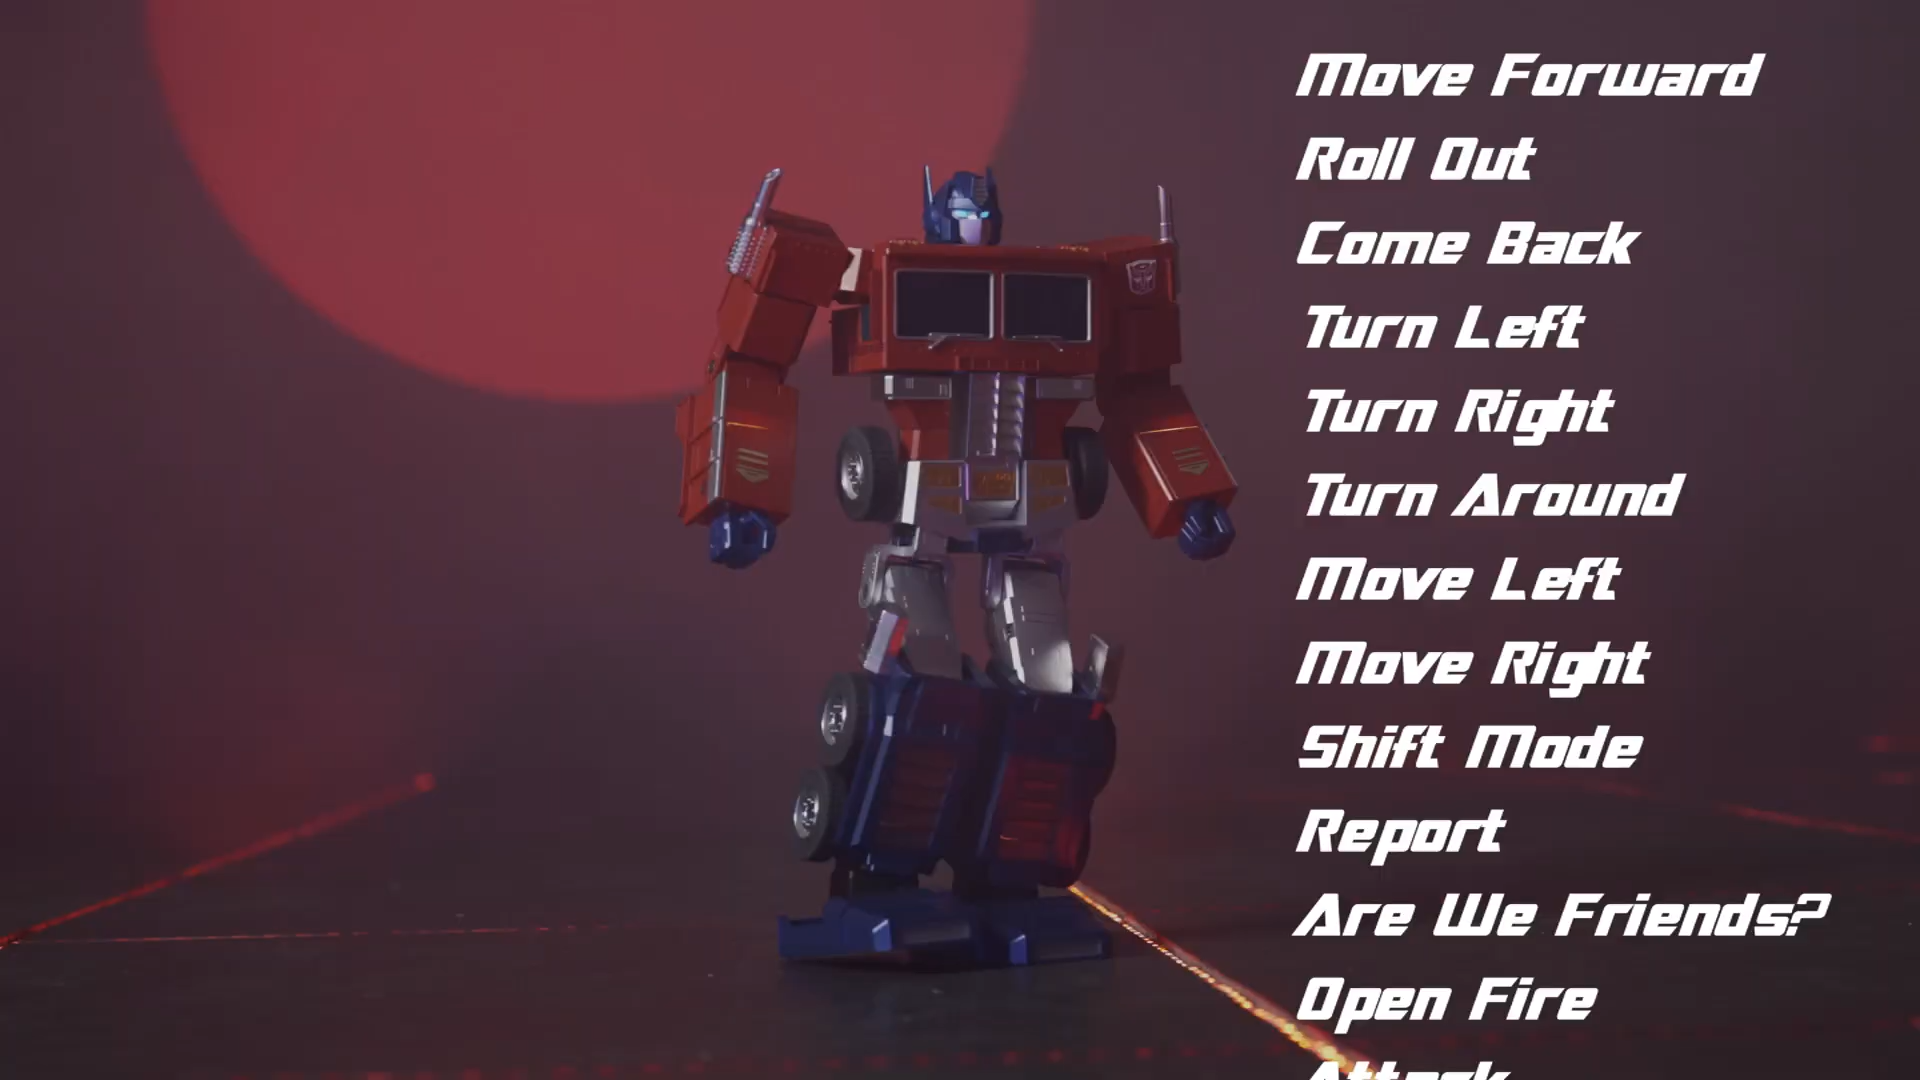 Move Forward
Roll Out
Come Back
Turn Left
Turn Right
Turn Around
Move Left
Move Right
Shift Mode
Report
Are We Friends?
Open Fire
Attack